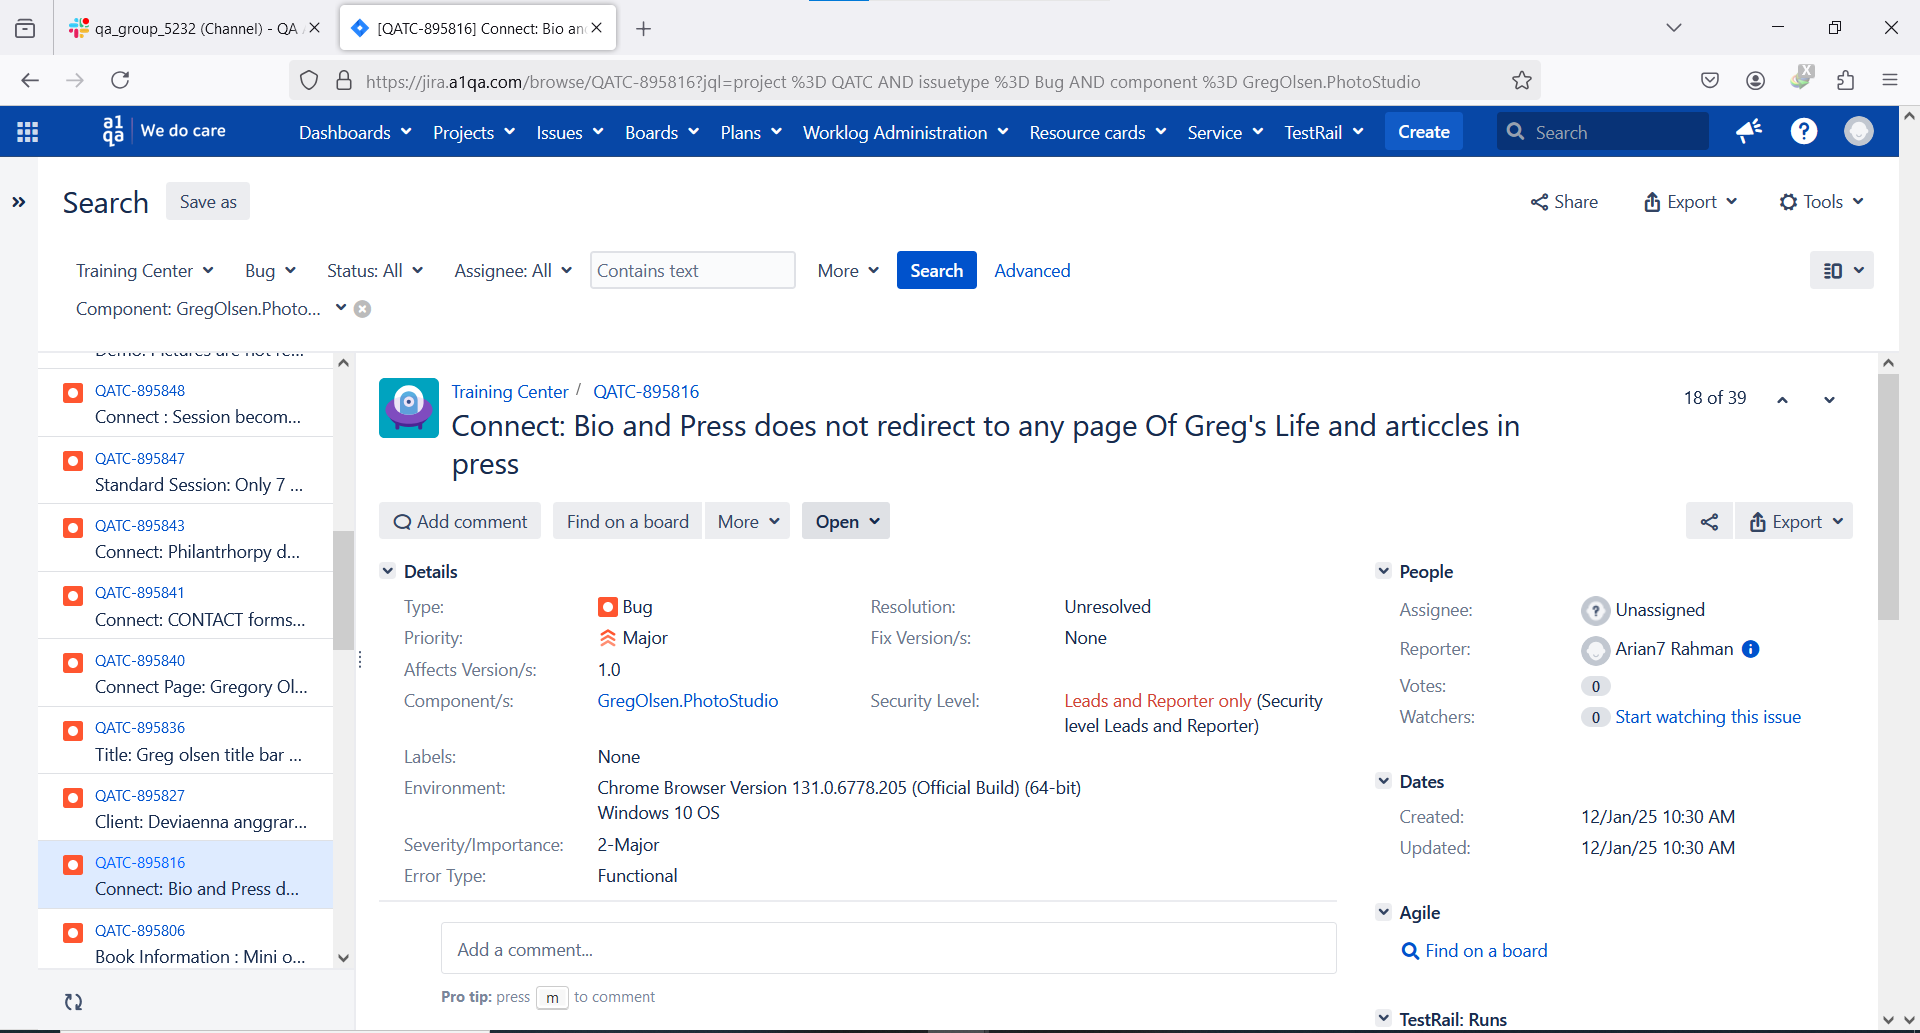 qa_group_5232 (Channel) - QA
[QATC-895816] Connect: Bio an
https://jira.a1qa.com/browse/QATC-895816?jql=project %3D QATC AND issuetype %3D Bug AND component %3D GregOlsen.PhotoStudio
a1 qa We do care Dashboards Projects Issues Boards Plans Worklog Administration Resource cards Service TestRail Create Search
Search Save as Share Export Tools
Training Center Bug Status: All Assignee: All Contains text More Search Advanced
Component: GregOlsen.Photo...
Demo: Pictures are not re...
QATC-895848
Connect : Session becom...
QATC-895847
Standard Session: Only 7 ...
QATC-895843
Connect: Philantrhorpy d...
QATC-895841
Connect: CONTACT forms...
QATC-895840
Connect Page: Gregory Ol...
QATC-895836
Title: Greg olsen title bar ...
QATC-895827
Client: Deviaenna anggrar...
QATC-895816
Connect: Bio and Press d...
QATC-895806
Book Information : Mini o...
Training Center / QATC-895816
18 of 39
Connect: Bio and Press does not redirect to any page Of Greg's Life and articcles in
press
Add comment Find on a board More Open Export
Details
Type: Bug Resolution: Unresolved
Priority: Major Fix Version/s: None
Affects Version/s: 1.0
Component/s: GregOlsen.PhotoStudio Security Level: Leads and Reporter only (Security
level Leads and Reporter)
Labels: None
Environment: Chrome Browser Version 131.0.6778.205 (Official Build) (64-bit)
Windows 10 OS
Severity/Importance: 2-Major
Error Type: Functional
Add a comment...
Pro tip: press m to comment
People
Assignee: Unassigned
Reporter: Arian7 Rahman
Votes: 0
Watchers: 0 Start watching this issue
Dates
Created: 12/Jan/25 10:30 AM
Updated: 12/Jan/25 10:30 AM
Agile
Find on a board
TestRail: Runs